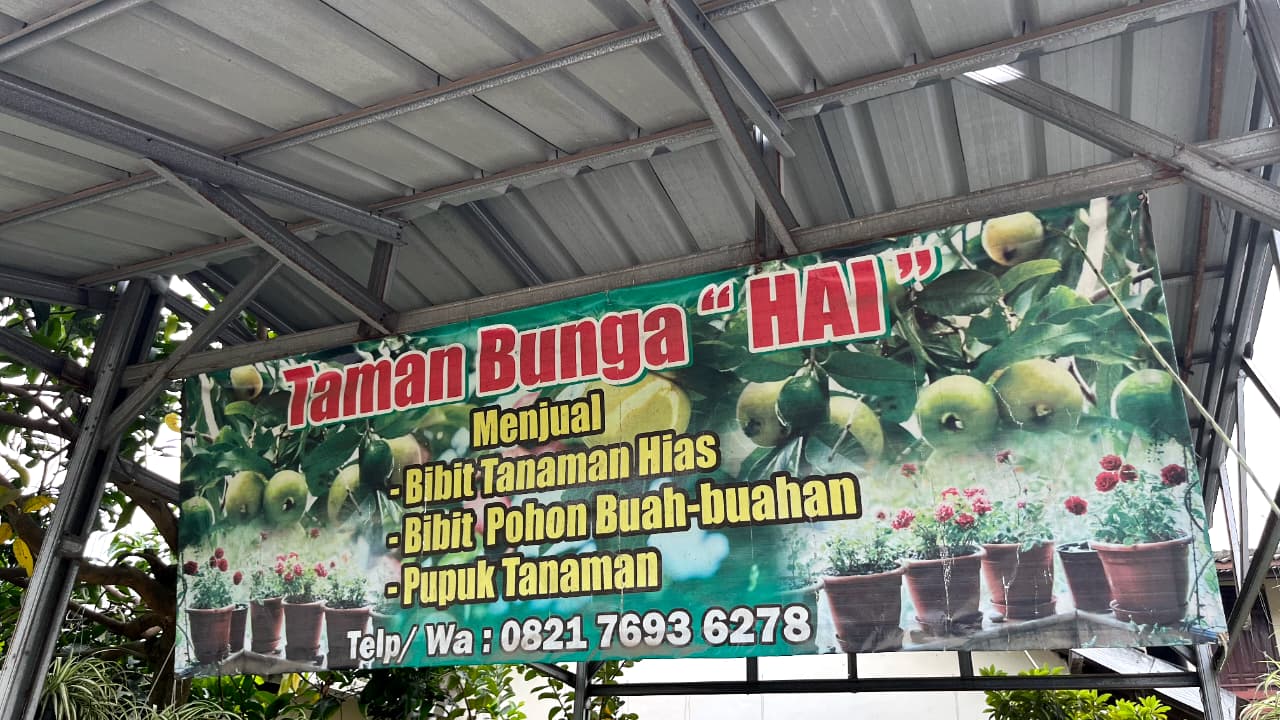 Taman Bunga “ HAI ”
Menjual
- Bibit Tanaman Hias
- Bibit Pohon Buah-buahan
- Pupuk Tanaman
Telp/ Wa : 0821 7693 6278